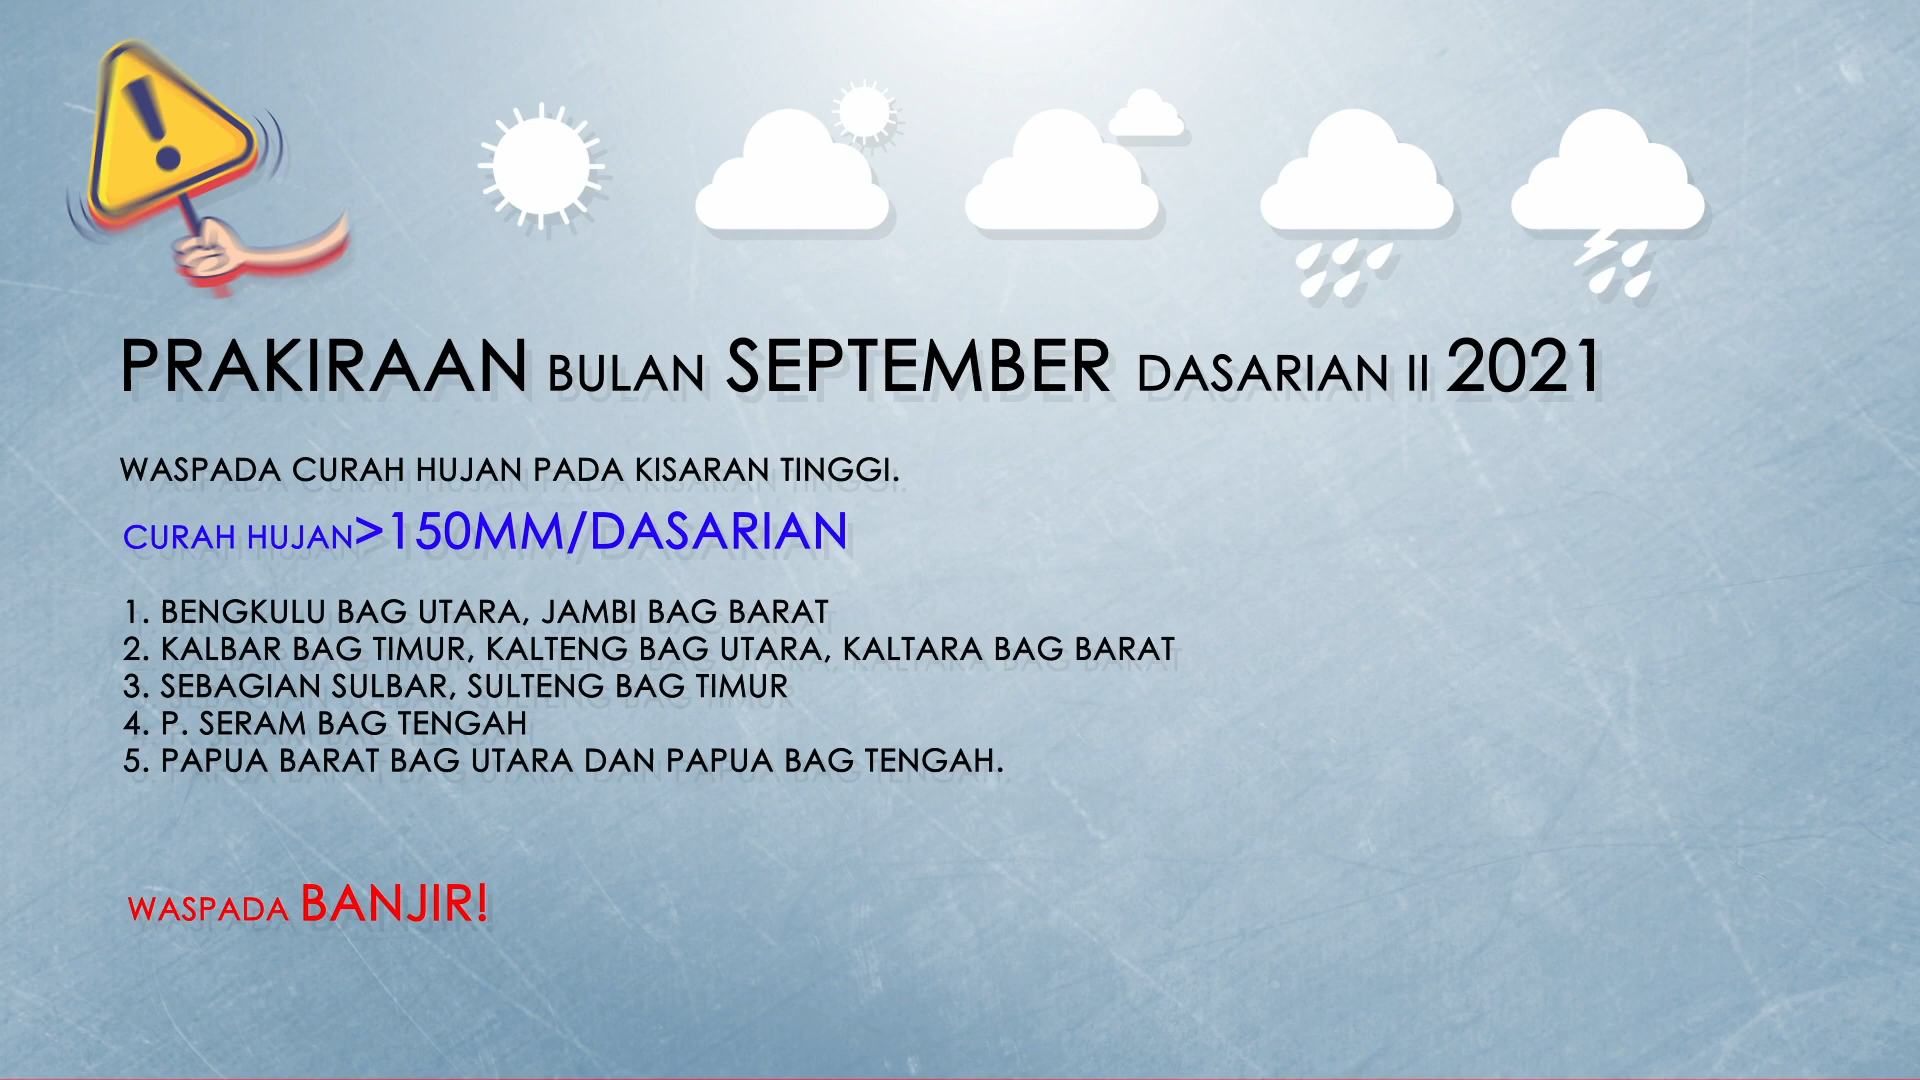 PRAKIRAAN BULAN SEPTEMBER DASARIAN II 2021
WASPADA CURAH HUJAN PADA KISARAN TINGGI.
CURAH HUJAN>150MM/DASARIAN
1. BENGKULU BAG UTARA, JAMBI BAG BARAT
2. KALBAR BAG TIMUR, KALTENG BAG UTARA, KALTARA BAG BARAT
3. SEBAGIAN SULBAR, SULTENG BAG TIMUR
4. P. SERAM BAG TENGAH
5. PAPUA BARAT BAG UTARA DAN PAPUA BAG TENGAH.
WASPADA BANJIR!